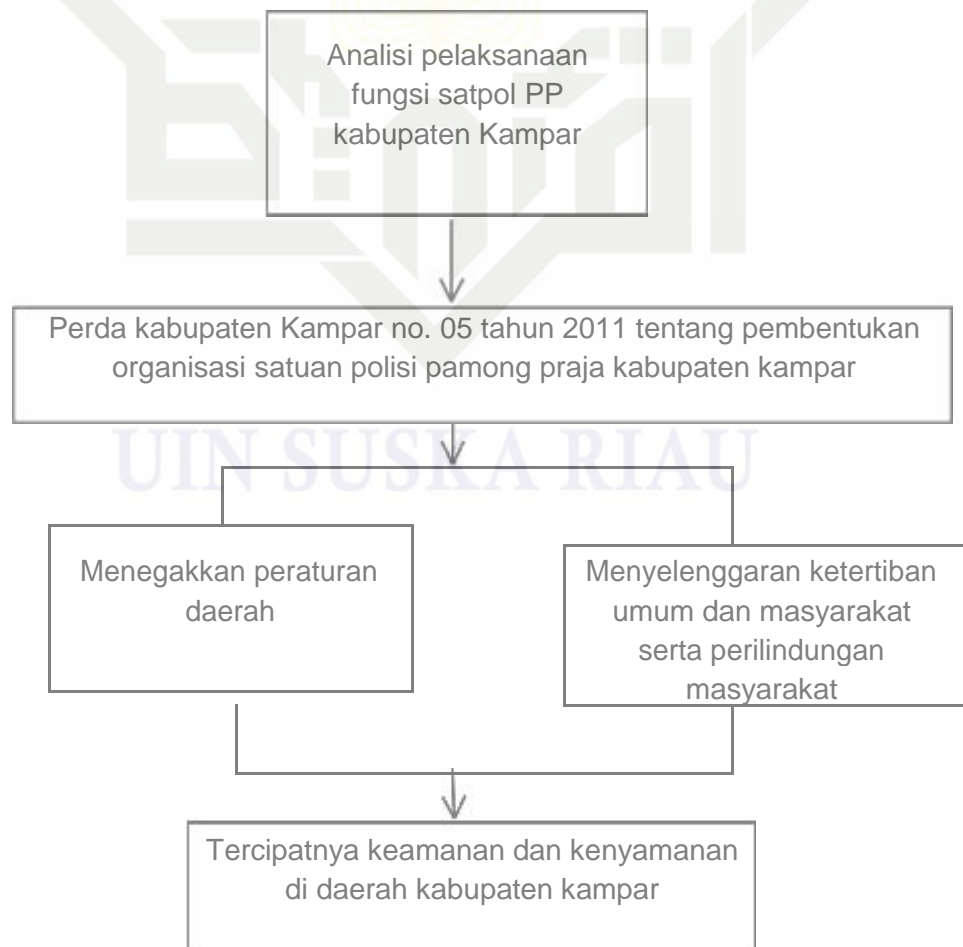 Analisi pelaksanaan
fungsi satpol PP
kabupaten Kampar
Perda kabupaten Kampar no. 05 tahun 2011 tentang pembentukan
organisasi satuan polisi pamong praja kabupaten kampar
UIN SUSKA RIAU
Menegakkan peraturan
daerah
Menyelenggaran ketertiban
umum dan masyarakat
serta perilindungan
masyarakat
Tercipatnya keamanan dan kenyamanan
di daerah kabupaten kampar